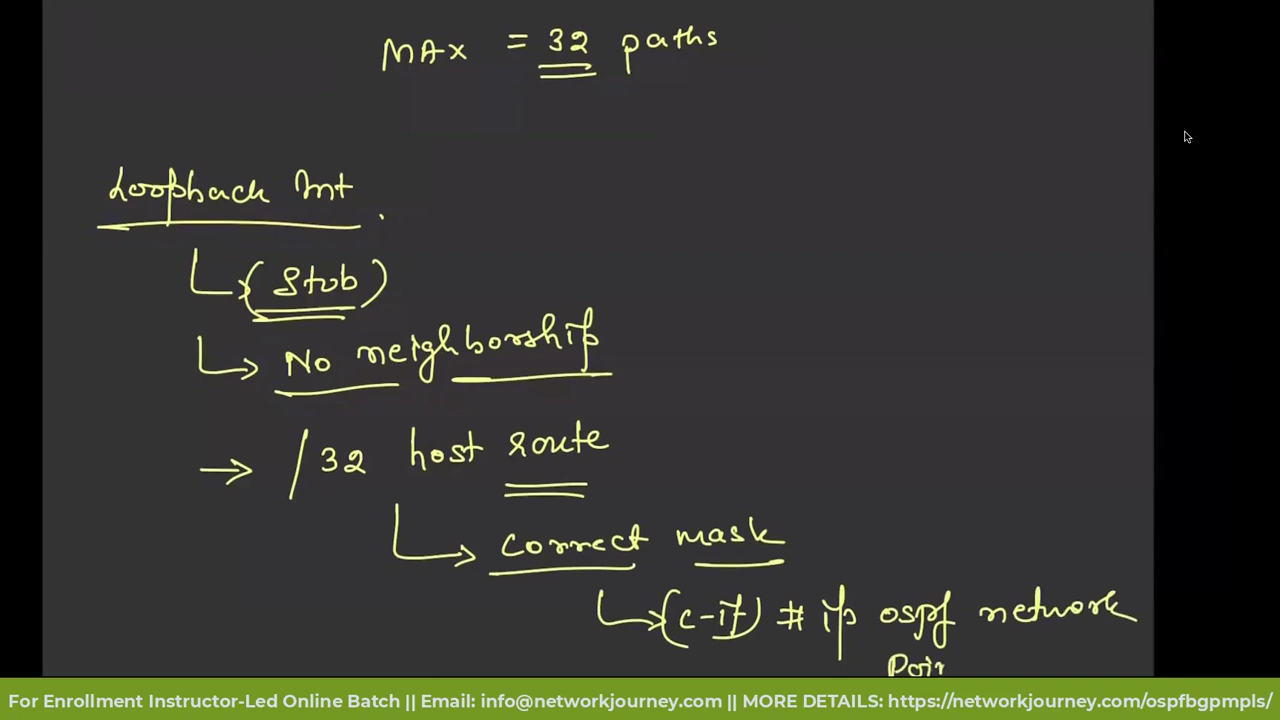 MAX = 32 paths
Loopback Int
(Stub)
No neighborship
/32 host route
correct mask
(c-if) # ip ospf network
Poin
For Enrollment Instructor-Led Online Batch || Email: info@networkjourney.com || MORE DETAILS: https://networkjourney.com/ospfbgpmpls/